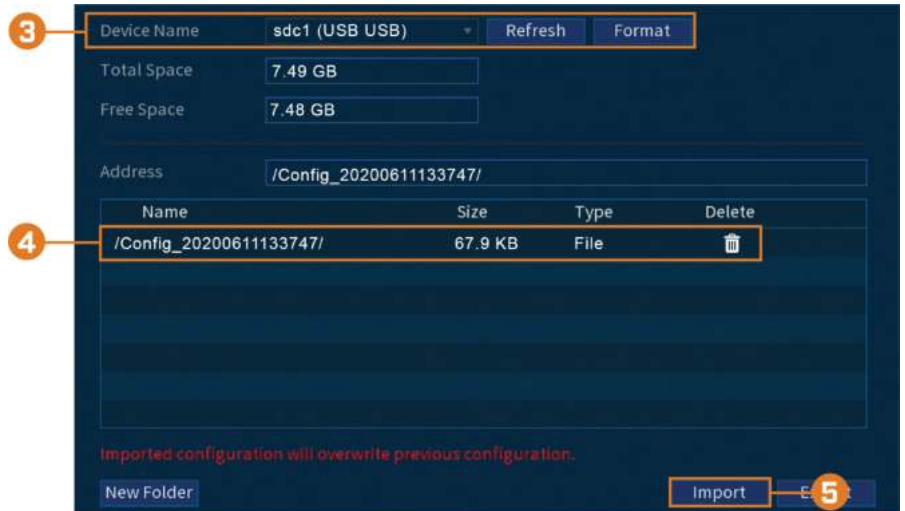 3 Device Name sdc1 (USB USB) Refresh Format
Total Space 7.49 GB
Free Space 7.48 GB
Address /Config_20200611133747/
Name Size Type Delete
4 /Config_20200611133747/ 67.9 KB File
Imported configuration will overwrite previous configuration.
New Folder Import 5